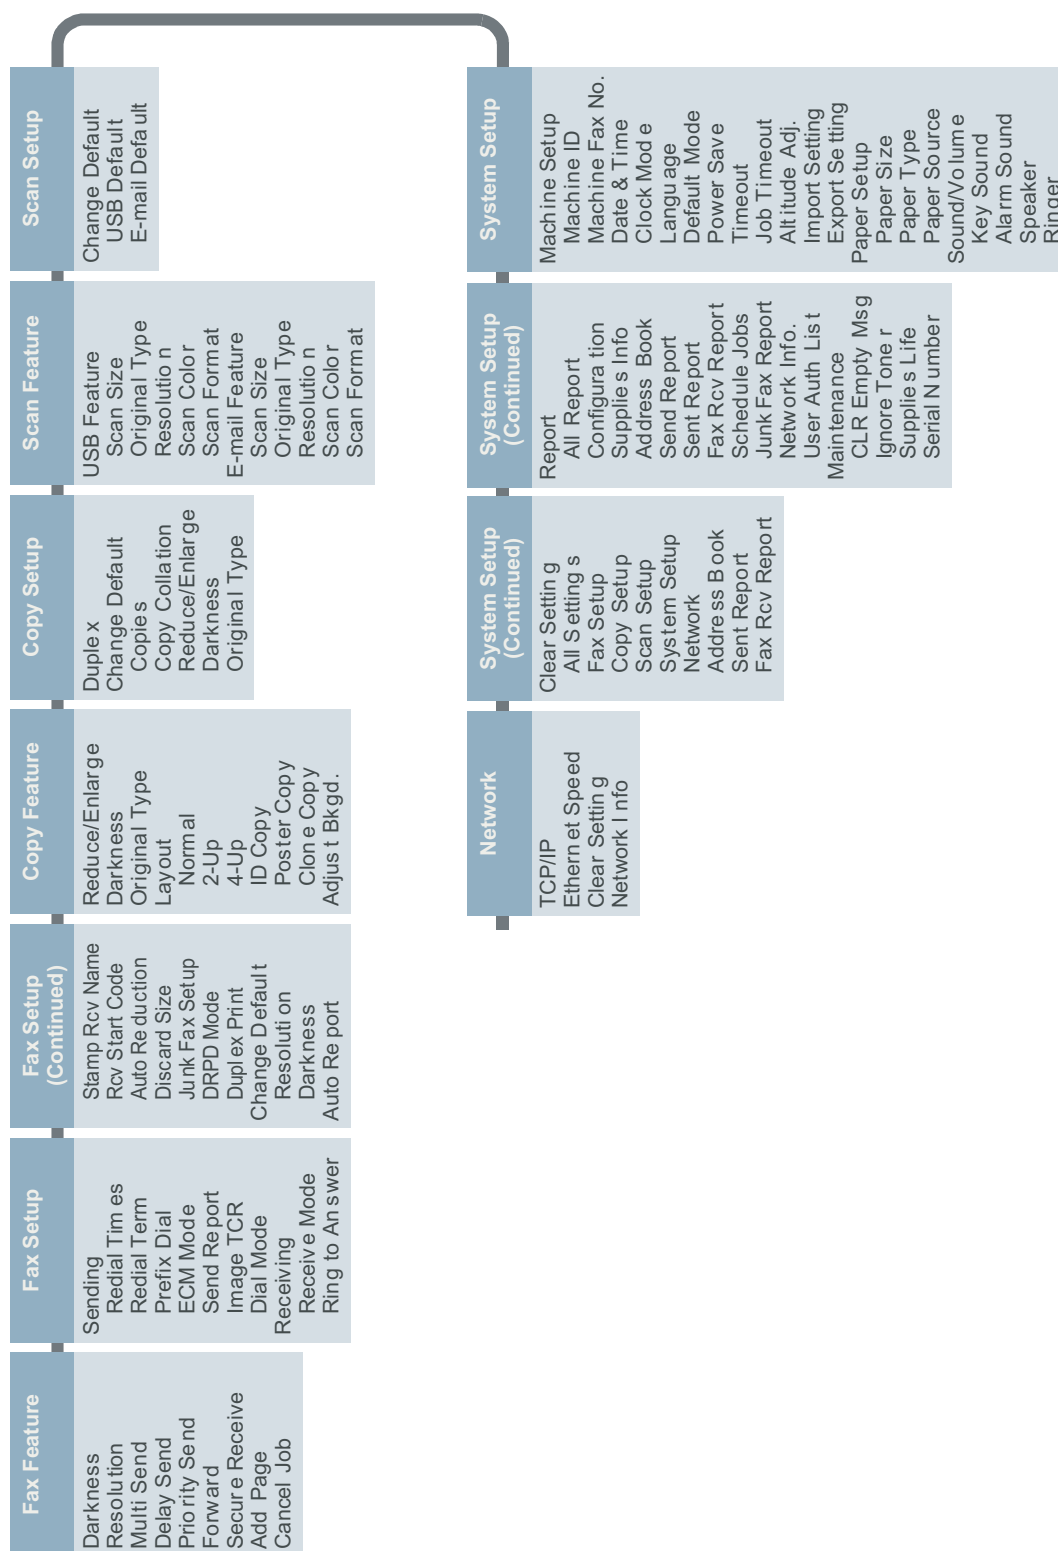 Fax Feature
Darkness
Resolution
Multi Send
Delay Send
Priority Send
Forward
Secure Receive
Add Page
Cancel Job
Fax Setup
Sending
Redial Times
Redial Term
Prefix Dial
ECM Mode
Send Report
Image TCR
Dial Mode
Receiving
Receive Mode
Ring to Answer
Fax Setup
(Continued)
Stamp Rcv Name
Rcv Start Code
Auto Reduction
Discard Size
Junk Fax Setup
DRPD Mode
Duplex Print
Change Default
Resolution
Darkness
Auto Report
Copy Feature
Reduce/Enlarge
Darkness
Original Type
Layout
Normal
2-Up
4-Up
ID Copy
Poster Copy
Clone Copy
Adjust Bkgd.
Copy Setup
Duplex
Change Default
Copies
Copy Collation
Reduce/Enlarge
Darkness
Original Type
Scan Feature
USB Feature
Scan Size
Original Type
Resolution
Scan Color
Scan Format
E-mail Feature
Scan Size
Original Type
Resolution
Scan Color
Scan Format
Scan Setup
Change Default
USB Default
E-mail Default
System Setup
Machine Setup
Machine ID
Machine Fax No.
Date & Time
Clock Mode
Language
Default Mode
Power Save
Timeout
Job Timeout
Altitude Adj.
Import Setting
Export Setting
Paper Setup
Paper Size
Paper Type
Paper Source
Sound/Volume
Key Sound
Alarm Sound
Speaker
Ringer
System Setup
(Continued)
Report
All Report
Configuration
Supplies Info
Address Book
Send Report
Sent Report
Fax Rcv Report
Schedule Jobs
Junk Fax Report
Network Info.
User Auth List
Maintenance
CLR Empty Msg
Ignore Toner
Supplies Life
Serial Number
System Setup
(Continued)
Clear Setting
All Settings
Fax Setup
Copy Setup
Scan Setup
System Setup
Network
Address Book
Sent Report
Fax Rcv Report
Network
TCP/IP
Ethernet Speed
Clear Setting
Network Info